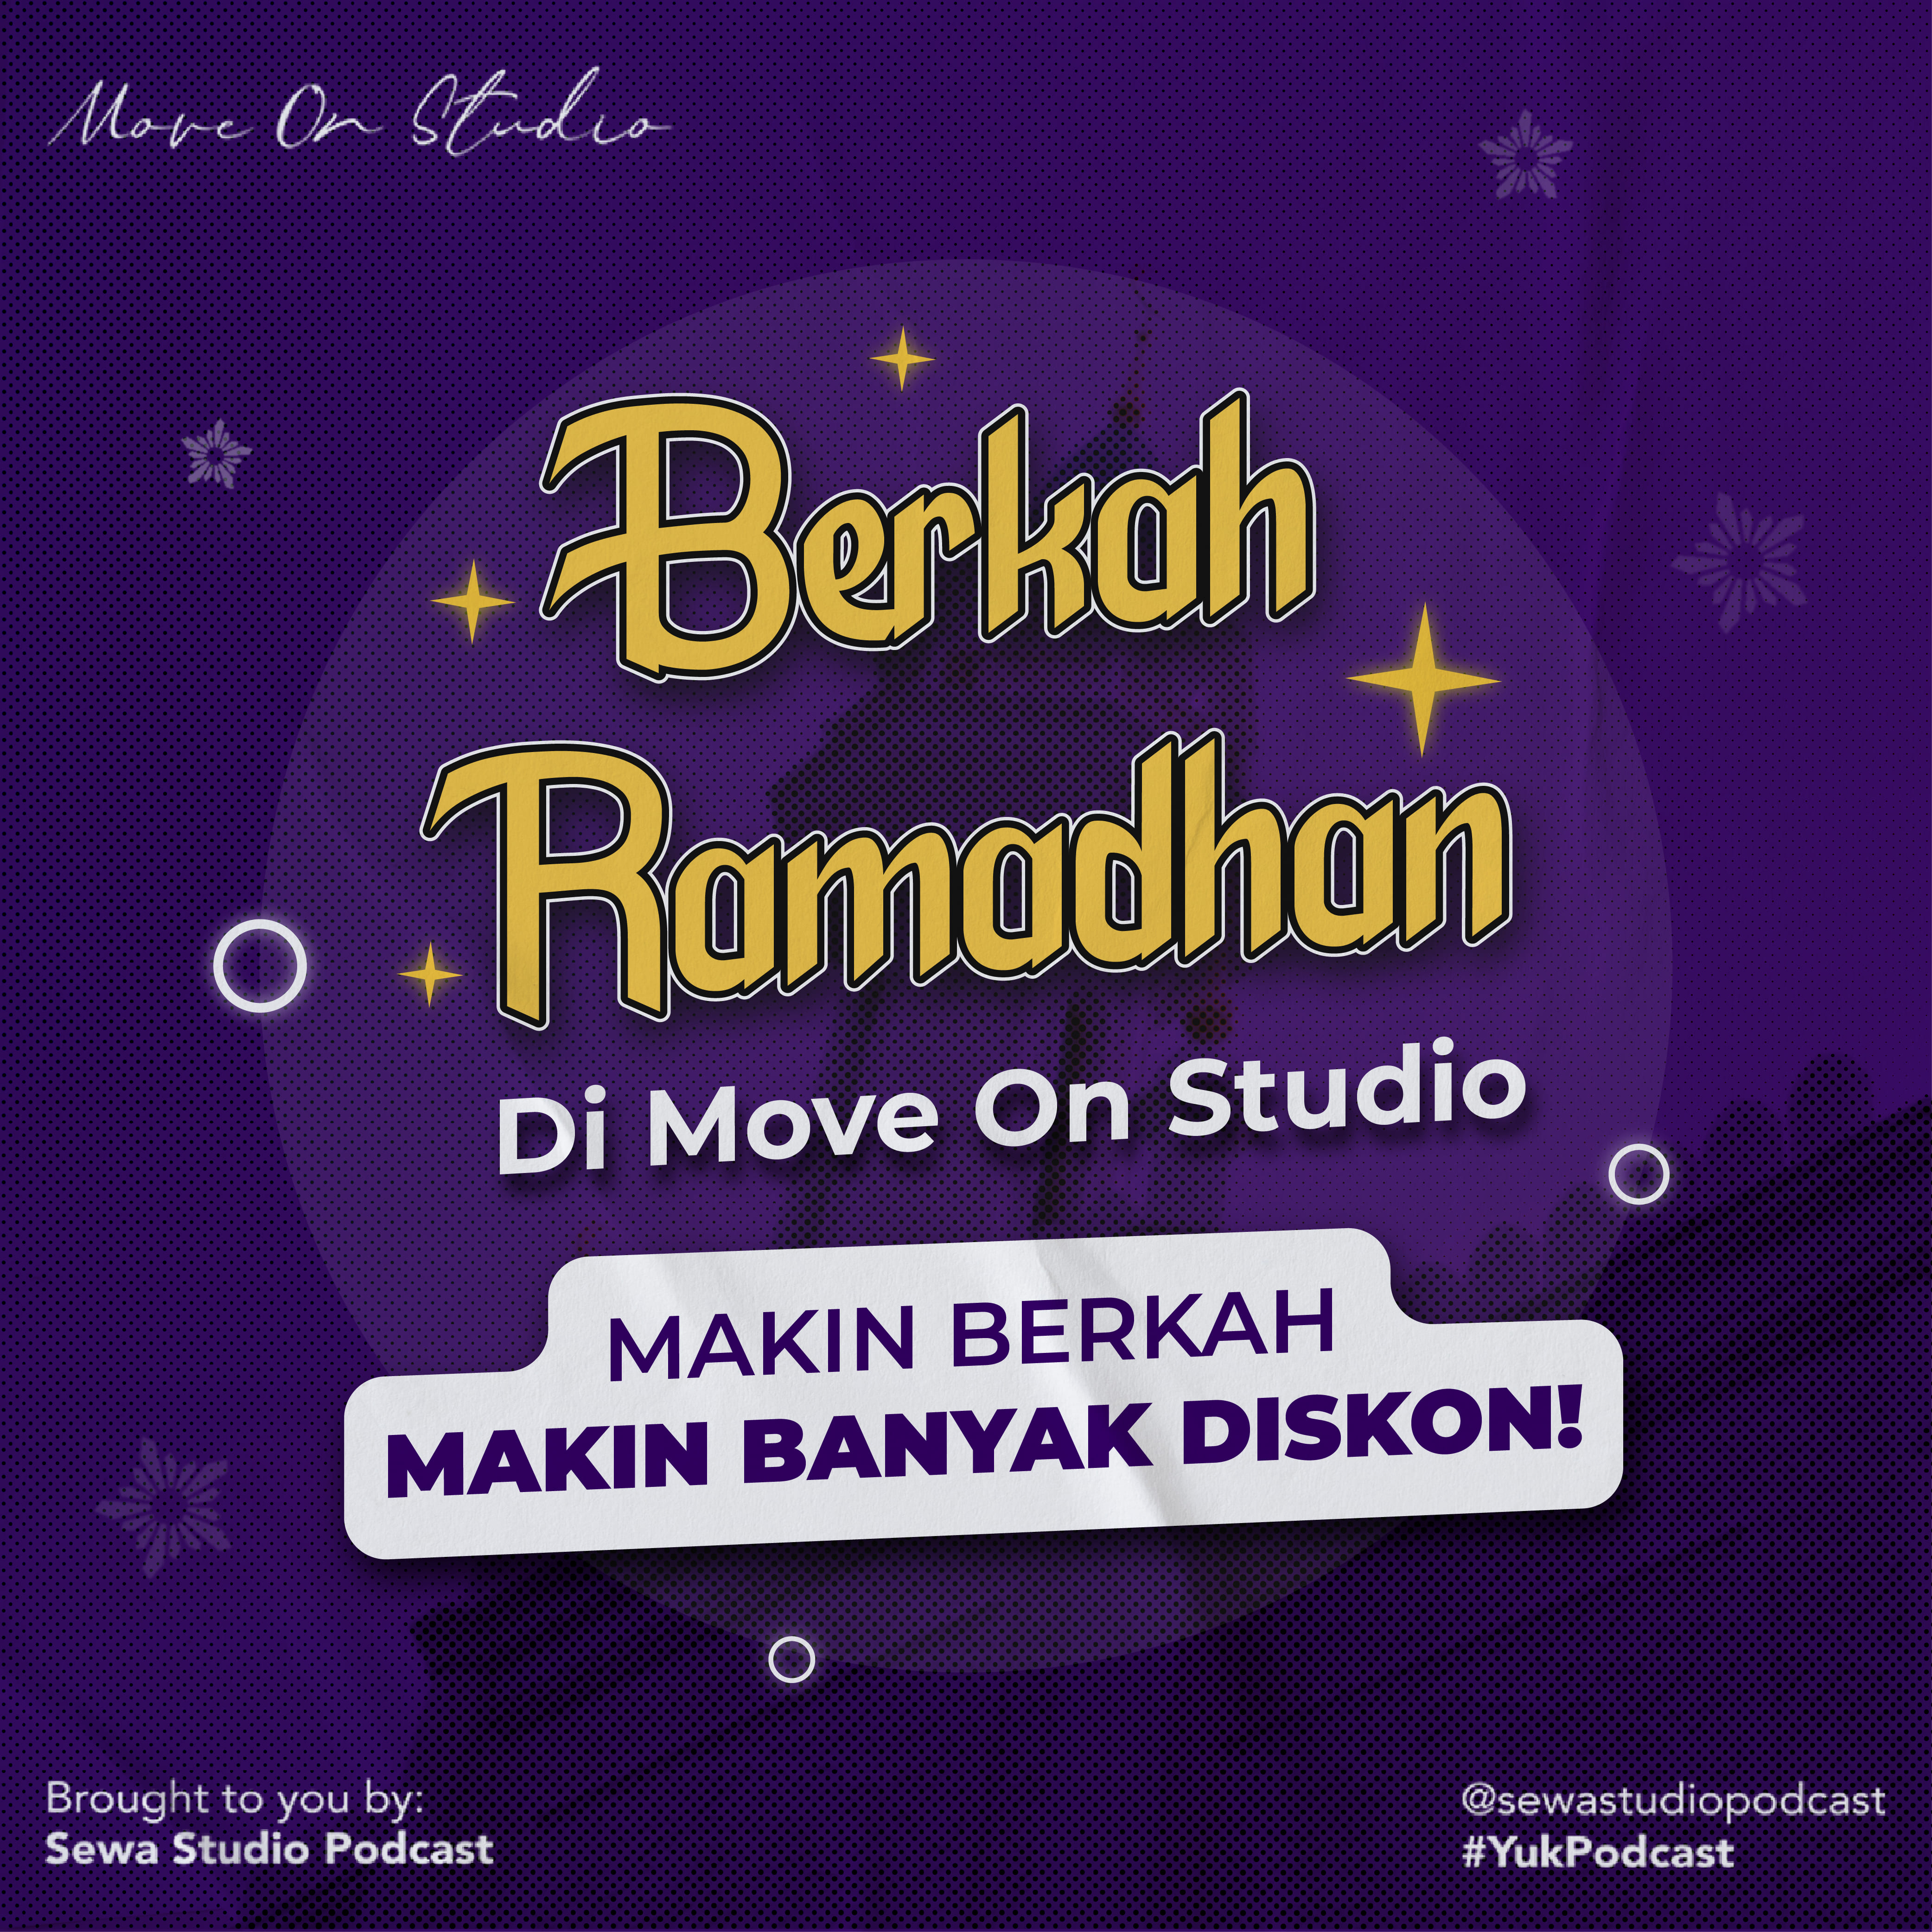 Move On Studio
Berkah
Ramadhan
Di Move On Studio
MAKIN BERKAH
MAKIN BANYAK DISKON!
Brought to you by:
Sewa Studio Podcast
@sewastudiopodcast
#YukPodcast